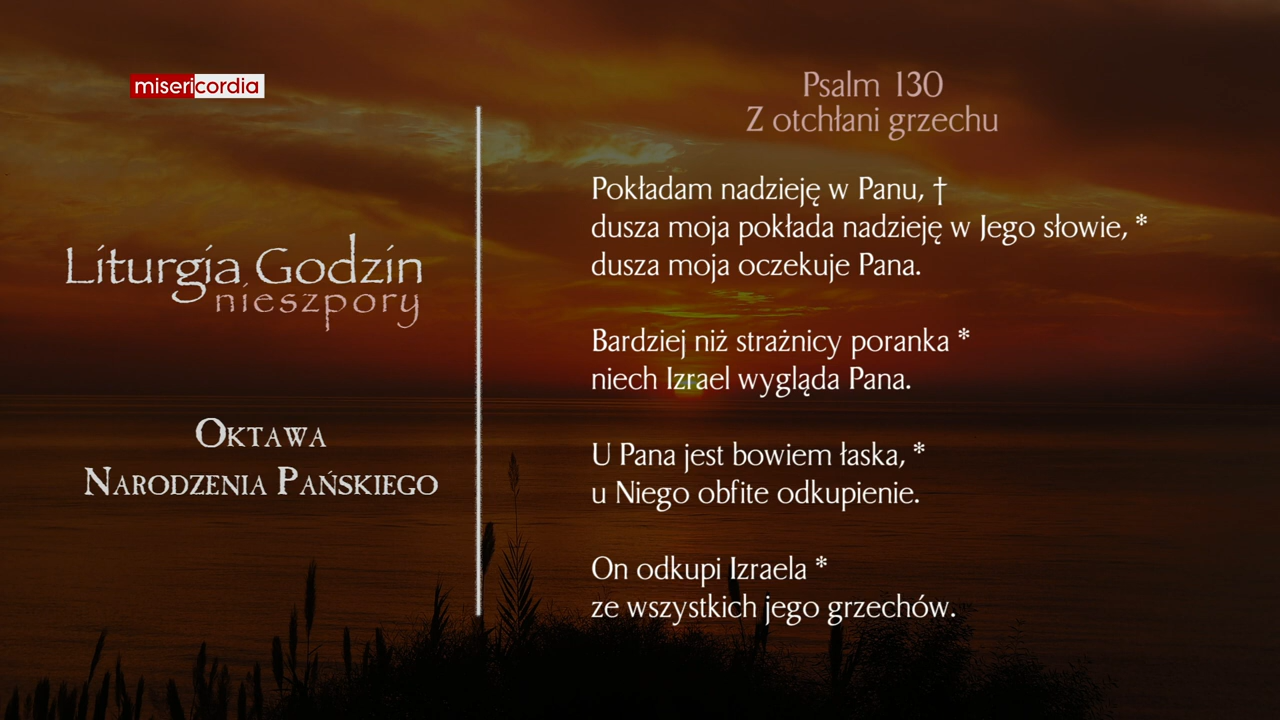 misericordia
Liturgia Godzin
nieszpory
Oktawa
Narodzenia Pańskiego
Psalm 130
Z otchłani grzechu
Pokładam nadzieję w Panu, †
dusza moja pokłada nadzieję w Jego słowie, *
dusza moja oczekuje Pana.
Bardziej niż strażnicy poranka *
niech Izrael wygląda Pana.
U Pana jest bowiem łaska, *
u Niego obfite odkupienie.
On odkupi Izraela *
ze wszystkich jego grzechów.